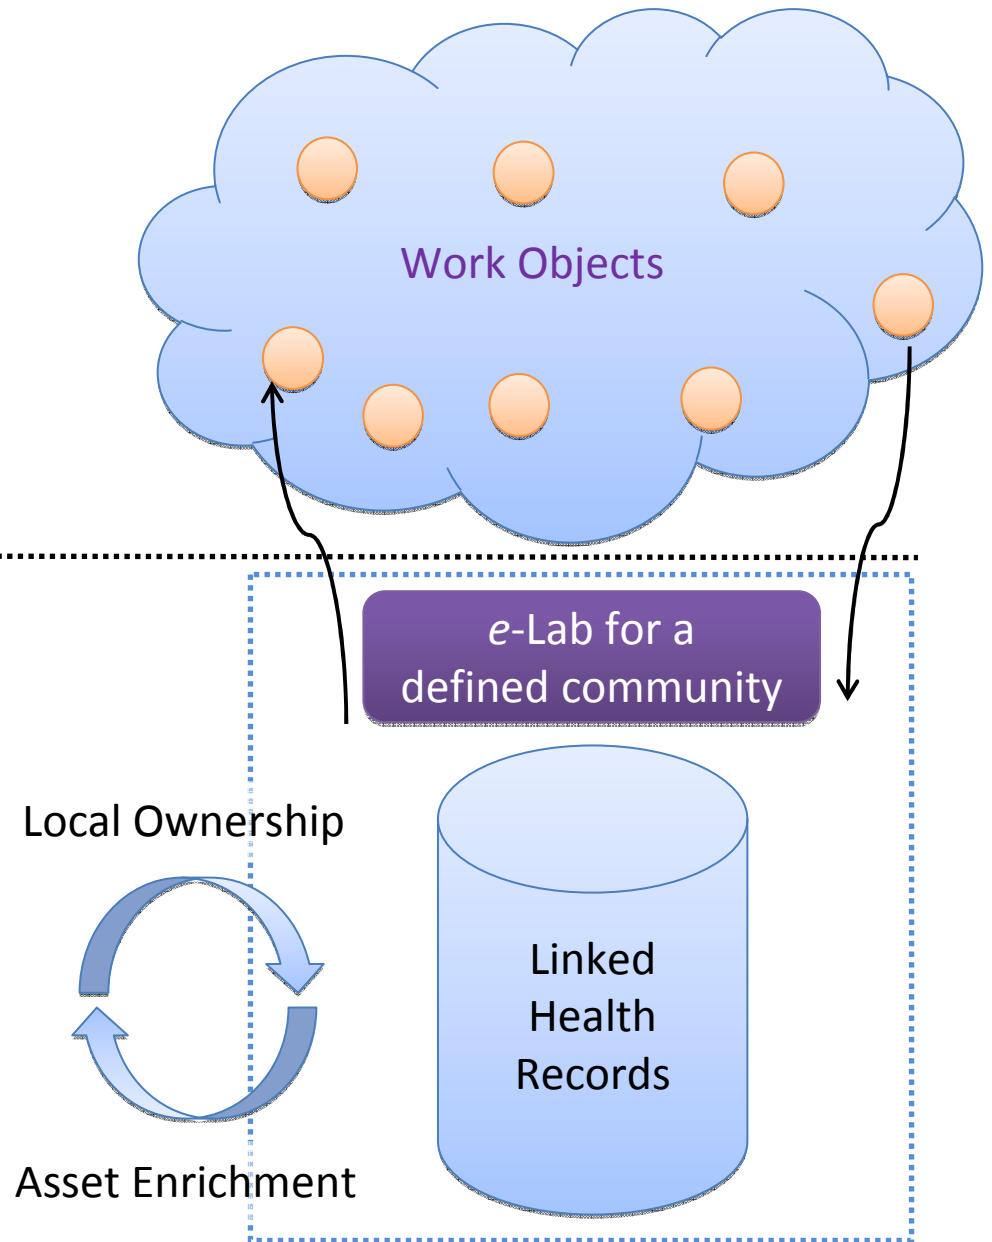 Work Objects
e-Lab for a
defined community
Local Ownership
Linked
Health
Records
Asset Enrichment